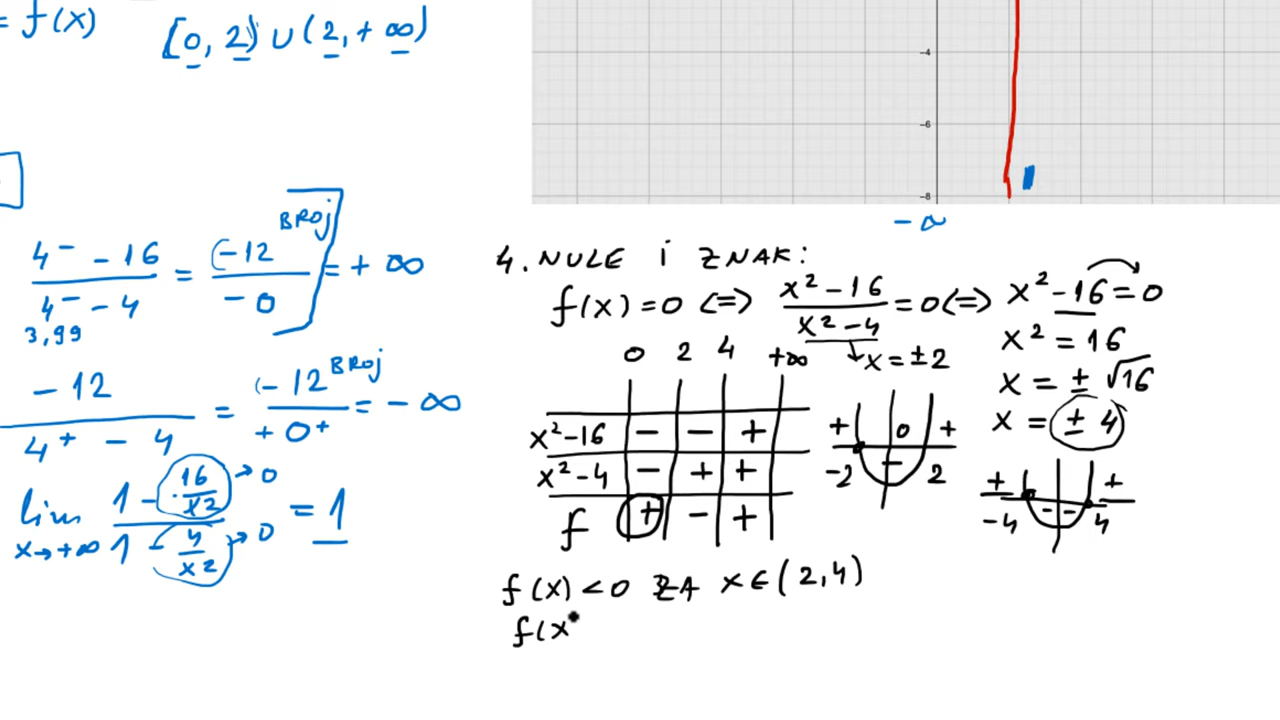 = f(x) [0, 2) ∪ (2, +∞)
4⁻ - 16 / 4⁻ - 4 = (-12 / -0 BROJ = +∞
3,99
-12 / 4⁺ - 4 = (-12 BROJ / +0⁺ = -∞
lim x→+∞ 1 - 16/x² / 1 - 4/x² = 1
→ 0
→ 0
-4
-6
-8
-∞
4. NULE I ZNAK:
f(x) = 0 <=> x² - 16 / x² - 4 = 0 <=> x² - 16 = 0
x = ±2
x² = 16
x = ± √16
x = ± 4
0 2 4 +∞
x²-16 - - +
x²-4 - + +
f + - +
+ 0 +
-2 - 2
+ +
-4 - - 4
f(x) < 0 ZA x ∈ (2,4)
f(x